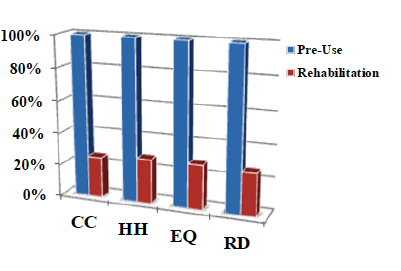 100%
80%
60%
40%
20%
0%
CC
HH
EQ
RD
Pre-Use
Rehabilitation